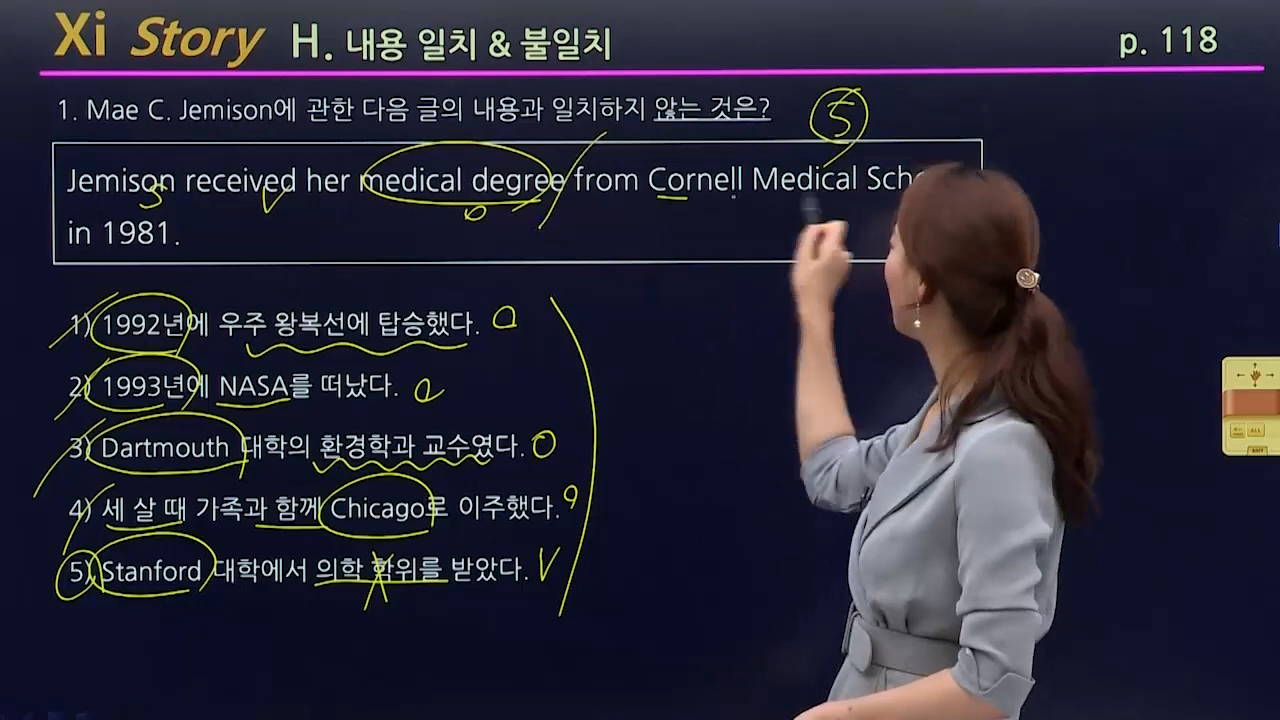 Xi Story H. 내용 일치 & 불일치 p. 118
1. Mae C. Jemison에 관한 다음 글의 내용과 일치하지 않는 것은? 5
Jemison received her medical degree from Cornell Medical Sch
S V O
in 1981.
1) 1992년에 우주 왕복선에 탑승했다.
2) 1993년에 NASA를 떠났다.
3) Dartmouth 대학의 환경학과 교수였다.
4) 세 살 때 가족과 함께 Chicago로 이주했다.
5) Stanford 대학에서 의학 학위를 받았다.